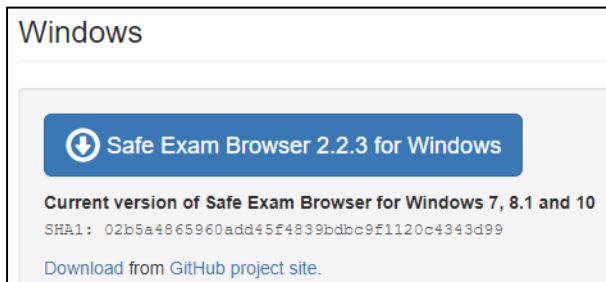 Windows
Safe Exam Browser 2.2.3 for Windows
Current version of Safe Exam Browser for Windows 7, 8.1 and 10
SHA1: 02b5a4865960add45f4839bdbc9f1120c4343d99
Download from GitHub project site.